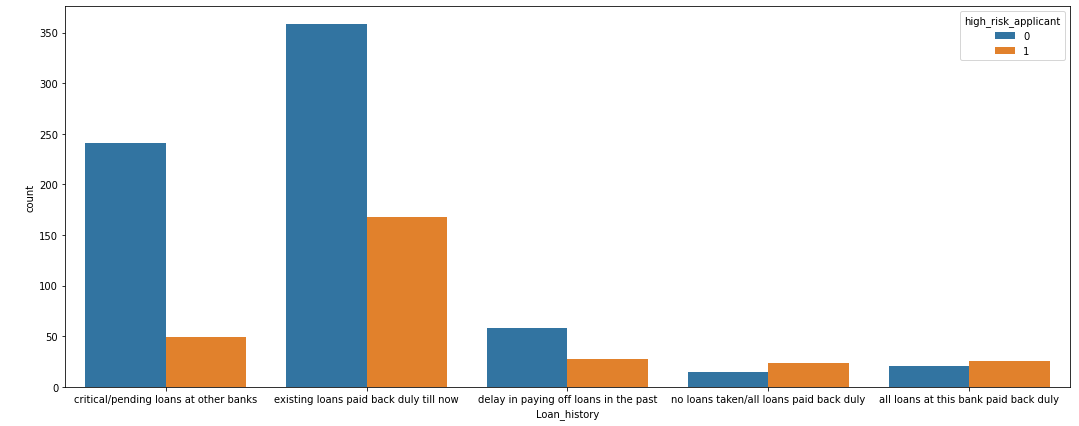 high_risk_applicant
0
1
350
300
250
200
150
100
50
0
count
critical/pending loans at other banks
existing loans paid back duly till now
delay in paying off loans in the past
no loans taken/all loans paid back duly
all loans at this bank paid back duly
Loan_history